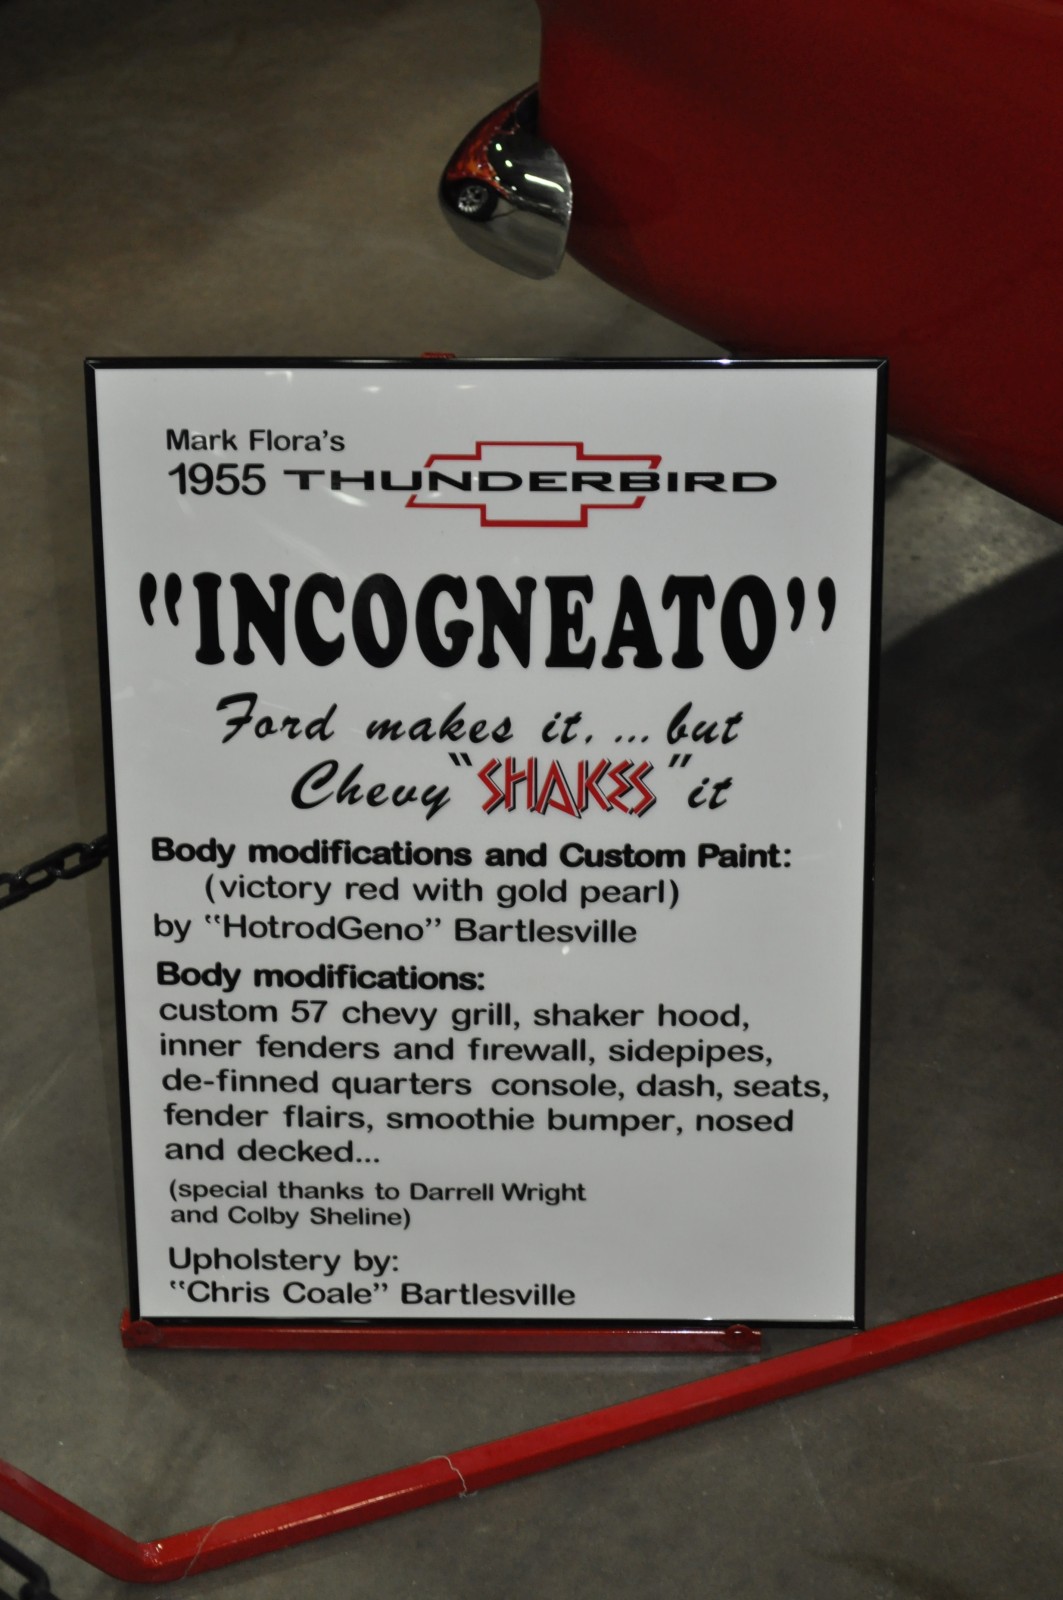 Mark Flora's
1955 THUNDERBIRD
"INCOGNEATO"
Ford makes it. ... but
Chevy "SHAKES" it
Body modifications and Custom Paint:
(victory red with gold pearl)
by "HotrodGeno" Bartlesville
Body modifications:
custom 57 chevy grill, shaker hood,
inner fenders and firewall, sidepipes,
de-finned quarters console, dash, seats,
fender flairs, smoothie bumper, nosed
and decked...
(special thanks to Darrell Wright
and Colby Sheline)
Upholstery by:
"Chris Coale" Bartlesville